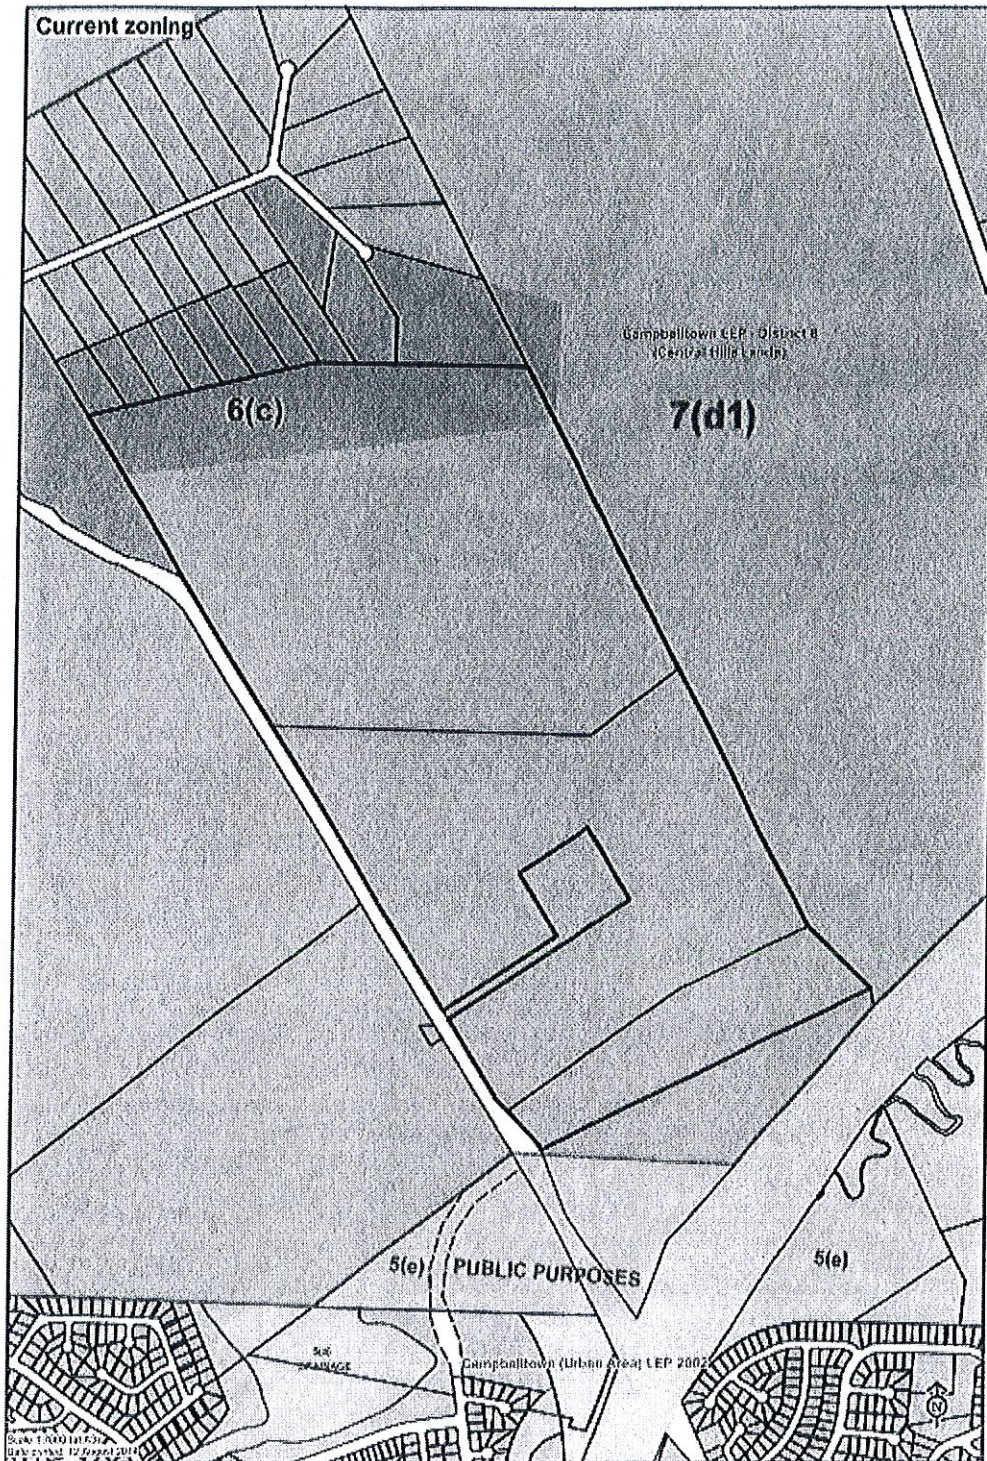 Current zoning
Campbelltown LEP - District 8
(Central Hills Lands)
6(c)
7(d1)
5(e)
PUBLIC PURPOSES
5(e)
DRAINAGE
Campbelltown (Urban Area) LEP 2002
N